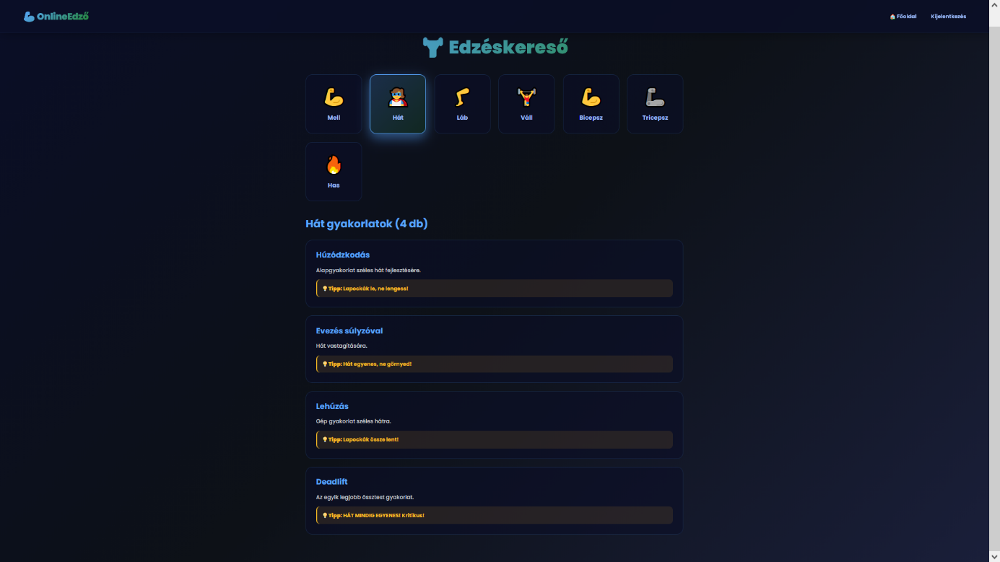 OnlineEdző
Főoldal
Kijelentkezés
Edzéskereső
Mell
Hát
Láb
Váll
Bicepsz
Tricepsz
Has
Hát gyakorlatok (4 db)
Húzódzkodás
Alapgyakorlat széles hát fejlesztésére.
Tipp: Lapockák le, ne lengess!
Evezés súlyzóval
Hát vastagítására.
Tipp: Hát egyenes, ne görnyed!
Lehúzás
Gép gyakorlat széles hátra.
Tipp: Lapockák össze lent!
Deadlift
Az egyik legjobb össztest gyakorlat.
Tipp: HÁT MINDIG EGYENES! Kritikus!